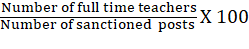 Number of full time teachers
Number of sanctioned posts X 100